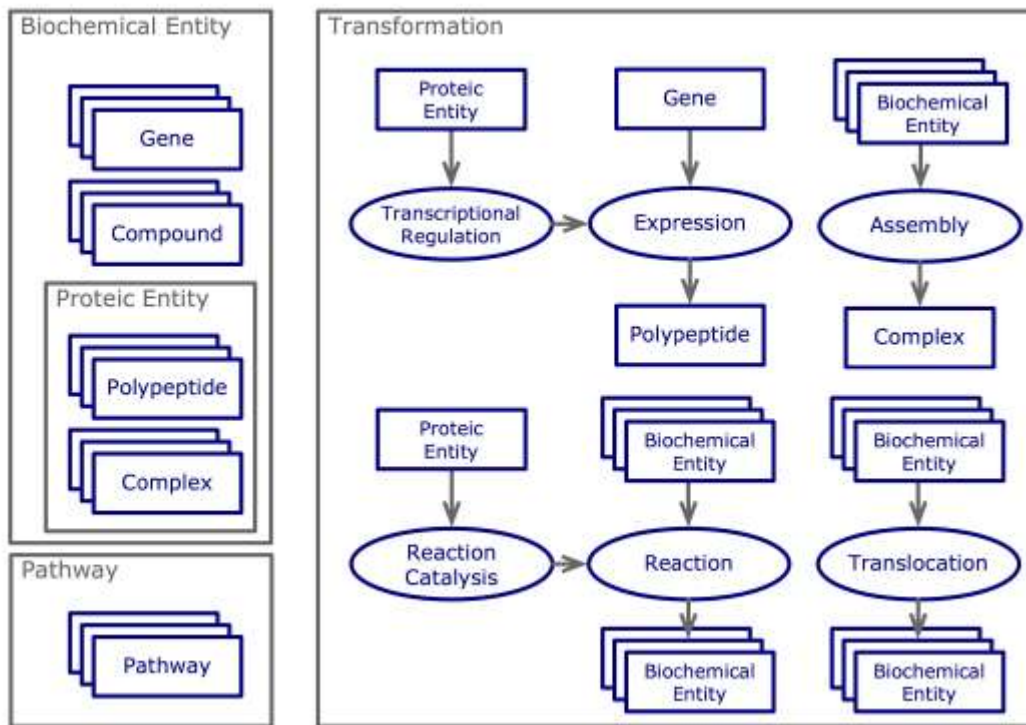 Biochemical Entity
Gene
Compound
Proteic Entity
Polypeptide
Complex
Pathway
Pathway
Transformation
Proteic
Entity
Gene
Biochemical
Entity
Transcriptional
Regulation
Expression
Assembly
Polypeptide
Complex
Proteic
Entity
Biochemical
Entity
Biochemical
Entity
Reaction
Catalysis
Reaction
Translocation
Biochemical
Entity
Biochemical
Entity